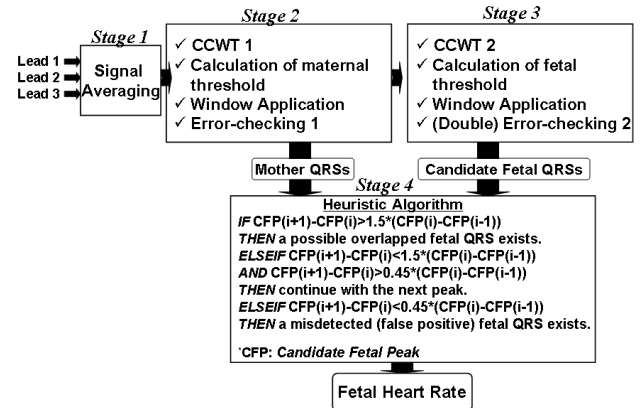 Stage 1
Lead 1
Lead 2
Lead 3
Signal
Averaging
Stage 2
✓ CCWT 1
✓ Calculation of maternal
threshold
✓ Window Application
✓ Error-checking 1
Stage 3
✓ CCWT 2
✓ Calculation of fetal
threshold
✓ Window Application
✓ (Double) Error-checking 2
Mother QRSs
Candidate Fetal QRSs
Stage 4
Heuristic Algorithm
IF CFP(i+1)-CFP(i)>1.5*(CFP(i)-CFP(i-1))
THEN a possible overlapped fetal QRS exists.
ELSEIF CFP(i+1)-CFP(i)<1.5*(CFP(i)-CFP(i-1))
AND CFP(i+1)-CFP(i)>0.45*(CFP(i)-CFP(i-1))
THEN continue with the next peak.
ELSEIF CFP(i+1)-CFP(i)<0.45*(CFP(i)-CFP(i-1))
THEN a misdetected (false positive) fetal QRS exists.
*CFP: Candidate Fetal Peak
Fetal Heart Rate